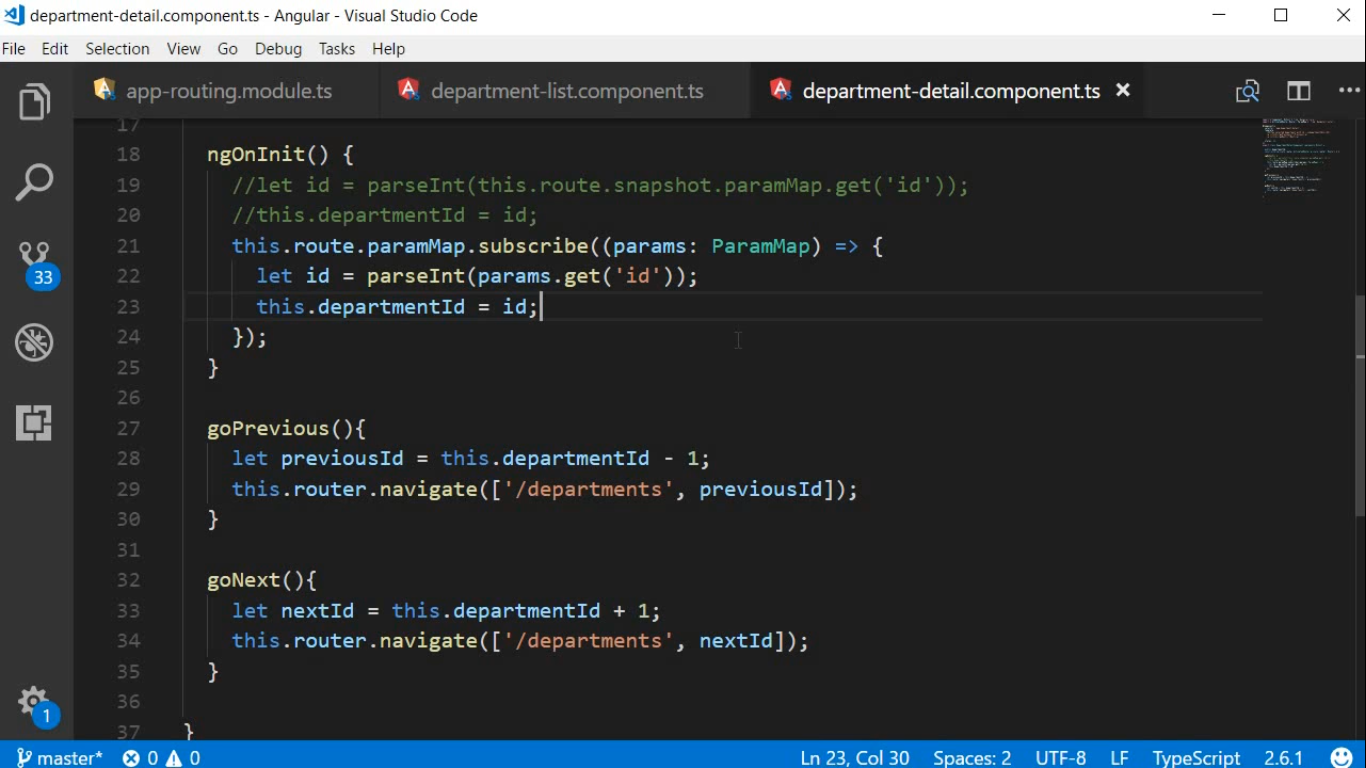 department-detail.component.ts - Angular - Visual Studio Code
File Edit Selection View Go Debug Tasks Help
app-routing.module.ts department-list.component.ts department-detail.component.ts
17
18 ngOnInit() {
19 //let id = parseInt(this.route.snapshot.paramMap.get('id'));
20 //this.departmentId = id;
21 this.route.paramMap.subscribe((params: ParamMap) => {
22 let id = parseInt(params.get('id'));
23 this.departmentId = id;
24 });
25 }
26
27 goPrevious(){
28 let previousId = this.departmentId - 1;
29 this.router.navigate(['/departments', previousId]);
30 }
31
32 goNext(){
33 let nextId = this.departmentId + 1;
34 this.router.navigate(['/departments', nextId]);
35 }
36
37 }
33
1
master* 0 0 Ln 23, Col 30 Spaces: 2 UTF-8 LF TypeScript 2.6.1